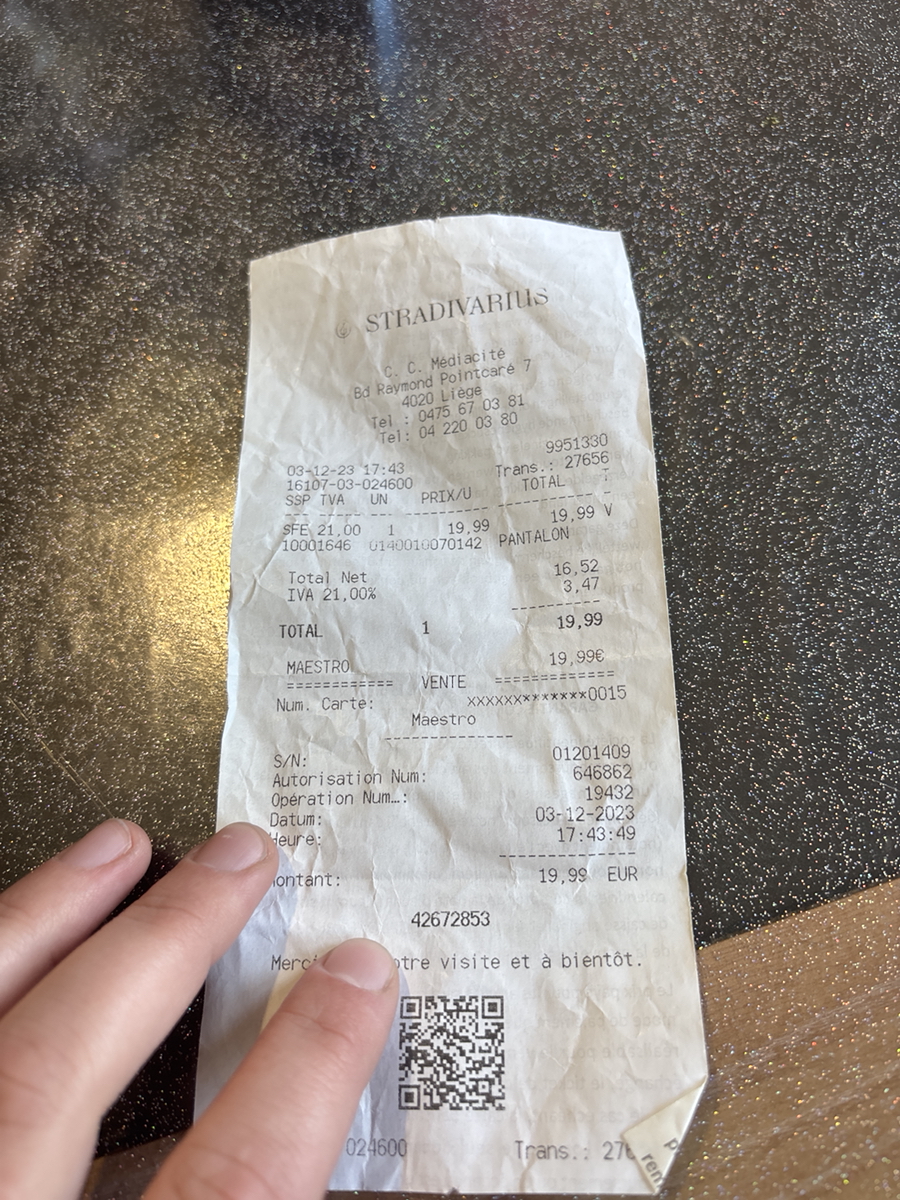 STRADIVARIUS
C. C. Médiacité
Bd Raymond Pointcaré 7
4020 Liège
Tel : 0475 67 03 81
Tel: 04 220 03 80
9951330
03-12-23 17:43 Trans.: 27656
16107-03-024600
SSP TVA UN PRIX/U TOTAL T
SFE 21,00 1 19,99 19,99 V
10001646 0140010070142 PANTALON
Total Net 16,52
IVA 21,00% 3,47
TOTAL 1 19,99
MAESTRO 19,99€
============ VENTE ============
Num. Carte: XXXXXX*******0015
Maestro
S/N: 01201409
Autorisation Num: 646862
Opération Num…: 19432
Datum: 03-12-2023
Heure: 17:43:49
ontant: 19,99 EUR
42672853
Merci otre visite et à bientôt.
024600 Trans.: 276